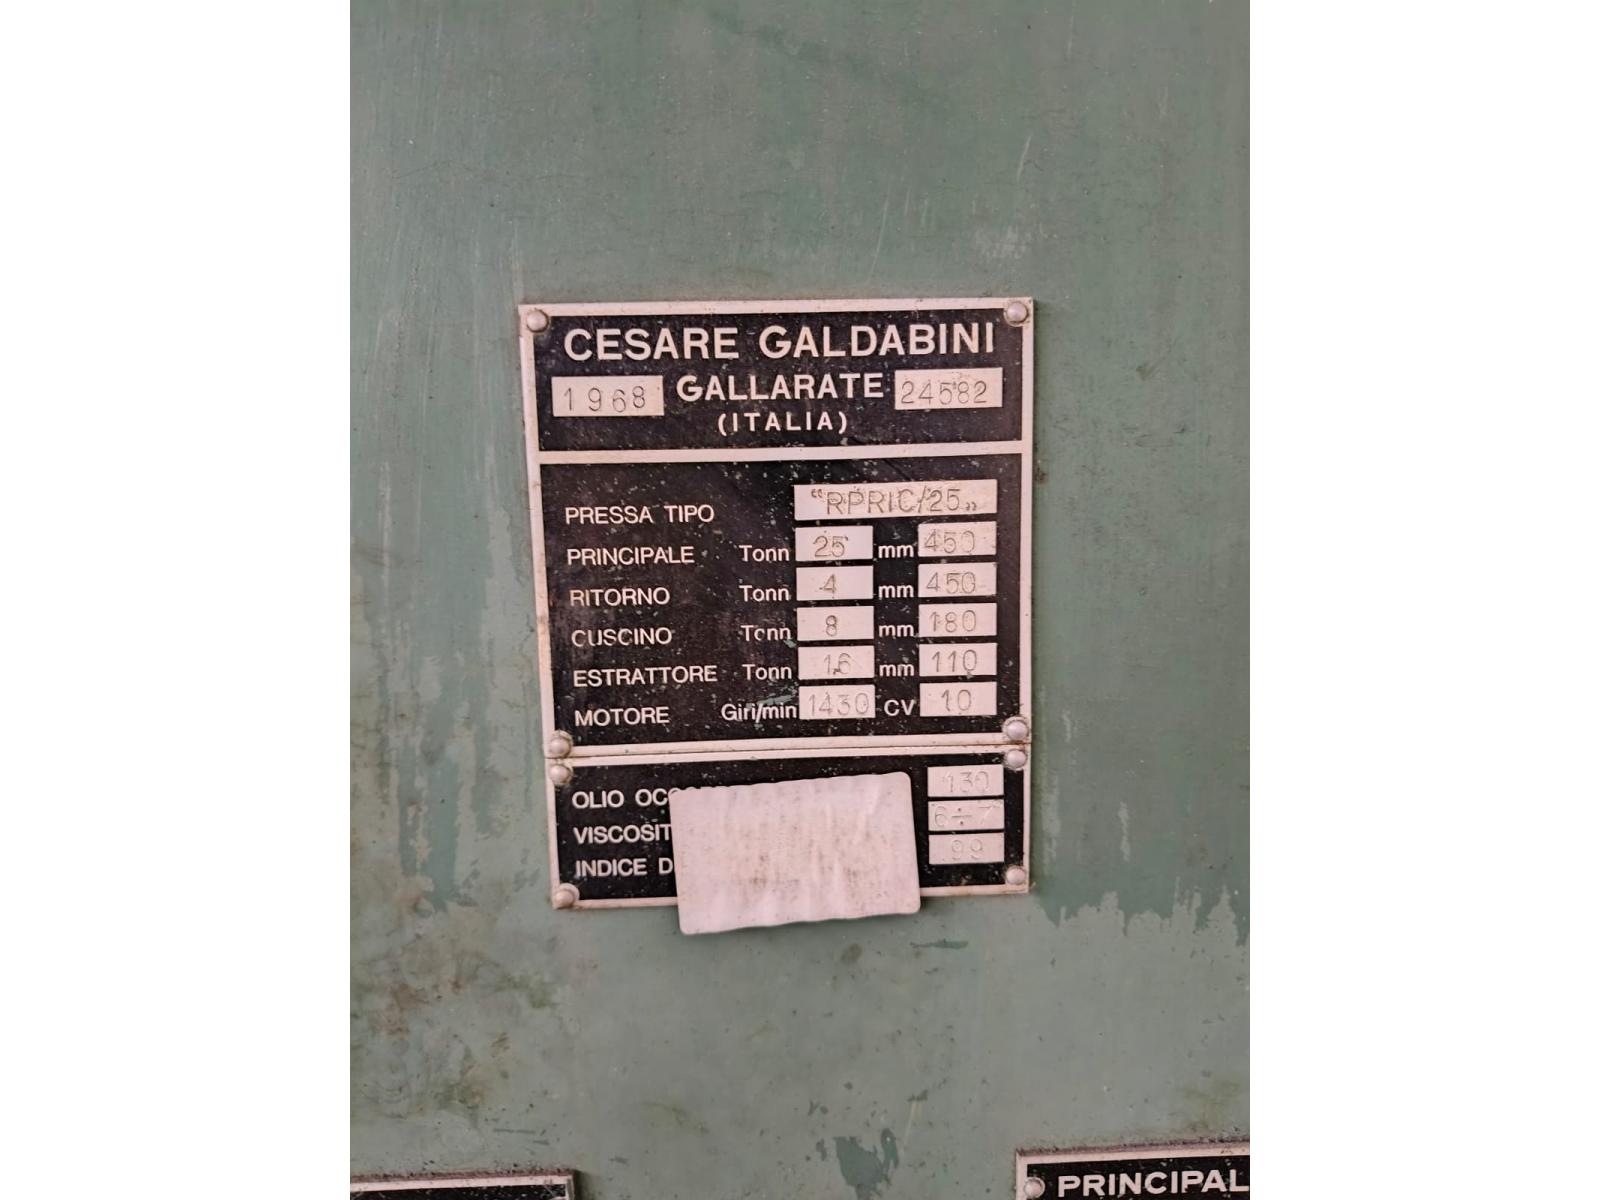 CESARE GALDABINI
1968 GALLARATE 24582
(ITALIA)
PRESSA TIPO "RPRIC/25„
PRINCIPALE Tonn 25 mm 450
RITORNO Tonn 4 mm 450
CUSCINO Tonn 8 mm 180
ESTRATTORE Tonn 1,6 mm 110
MOTORE Giri/min 1430 CV 10
OLIO 130
6÷7
INDICE 99
PRINCIPAL